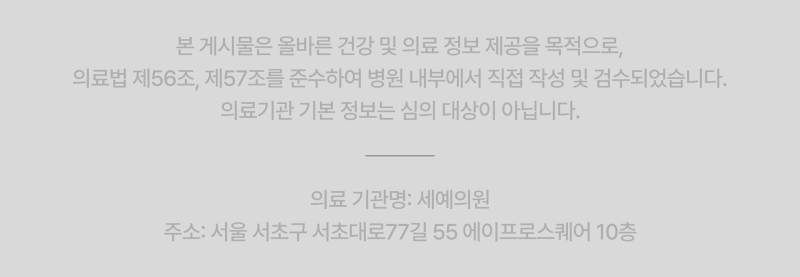 본 게시물은 올바른 건강 및 의료 정보 제공을 목적으로,
의료법 제56조, 제57조를 준수하여 병원 내부에서 직접 작성 및 검수되었습니다.
의료기관 기본 정보는 심의 대상이 아닙니다.
의료 기관명: 세예의원
주소: 서울 서초구 서초대로77길 55 에이프로스퀘어 10층